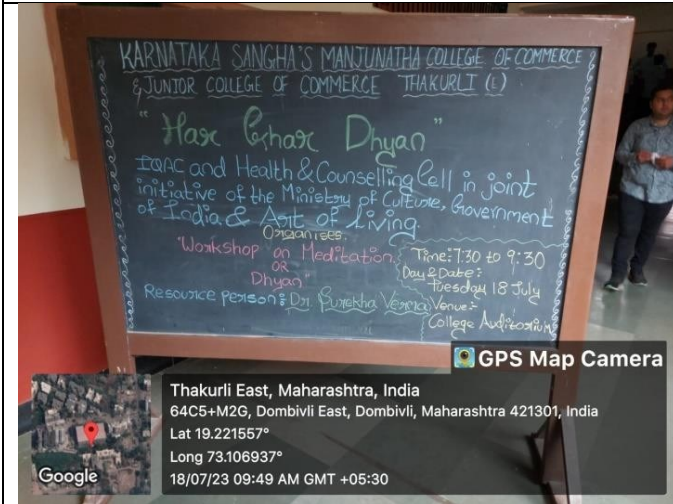 KARNATAKA SANGHA'S MANJUNATHA COLLEGE OF COMMERCE
& JUNIOR COLLEGE OF COMMERCE THAKURLI (E)
"Har Ghar Dhyan"
IQAC and Health & Counselling Cell in joint
initiative of the Ministry of Culture, Government
of India & Art of Living.
Organises.
"Workshop on Meditation
OR
Dhyan"
Resource person: Dr. Surekha Verma
Time: 7:30 to 9:30
Day & Date:
Tuesday 18 July
Venue:-
College Auditorium
GPS Map Camera
Thakurli East, Maharashtra, India
64C5+M2G, Dombivli East, Dombivli, Maharashtra 421301, India
Lat 19.221557°
Long 73.106937°
18/07/23 09:49 AM GMT +05:30
Google